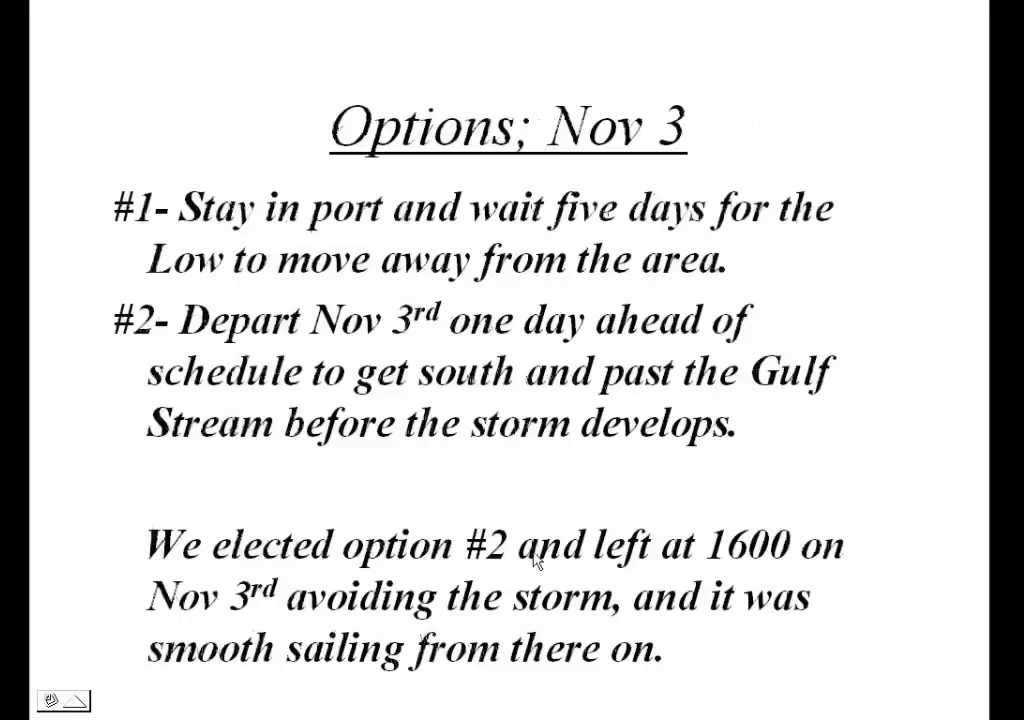 Options; Nov 3
#1- Stay in port and wait five days for the
Low to move away from the area.
#2- Depart Nov 3rd one day ahead of
schedule to get south and past the Gulf
Stream before the storm develops.
We elected option #2 and left at 1600 on
Nov 3rd avoiding the storm, and it was
smooth sailing from there on.